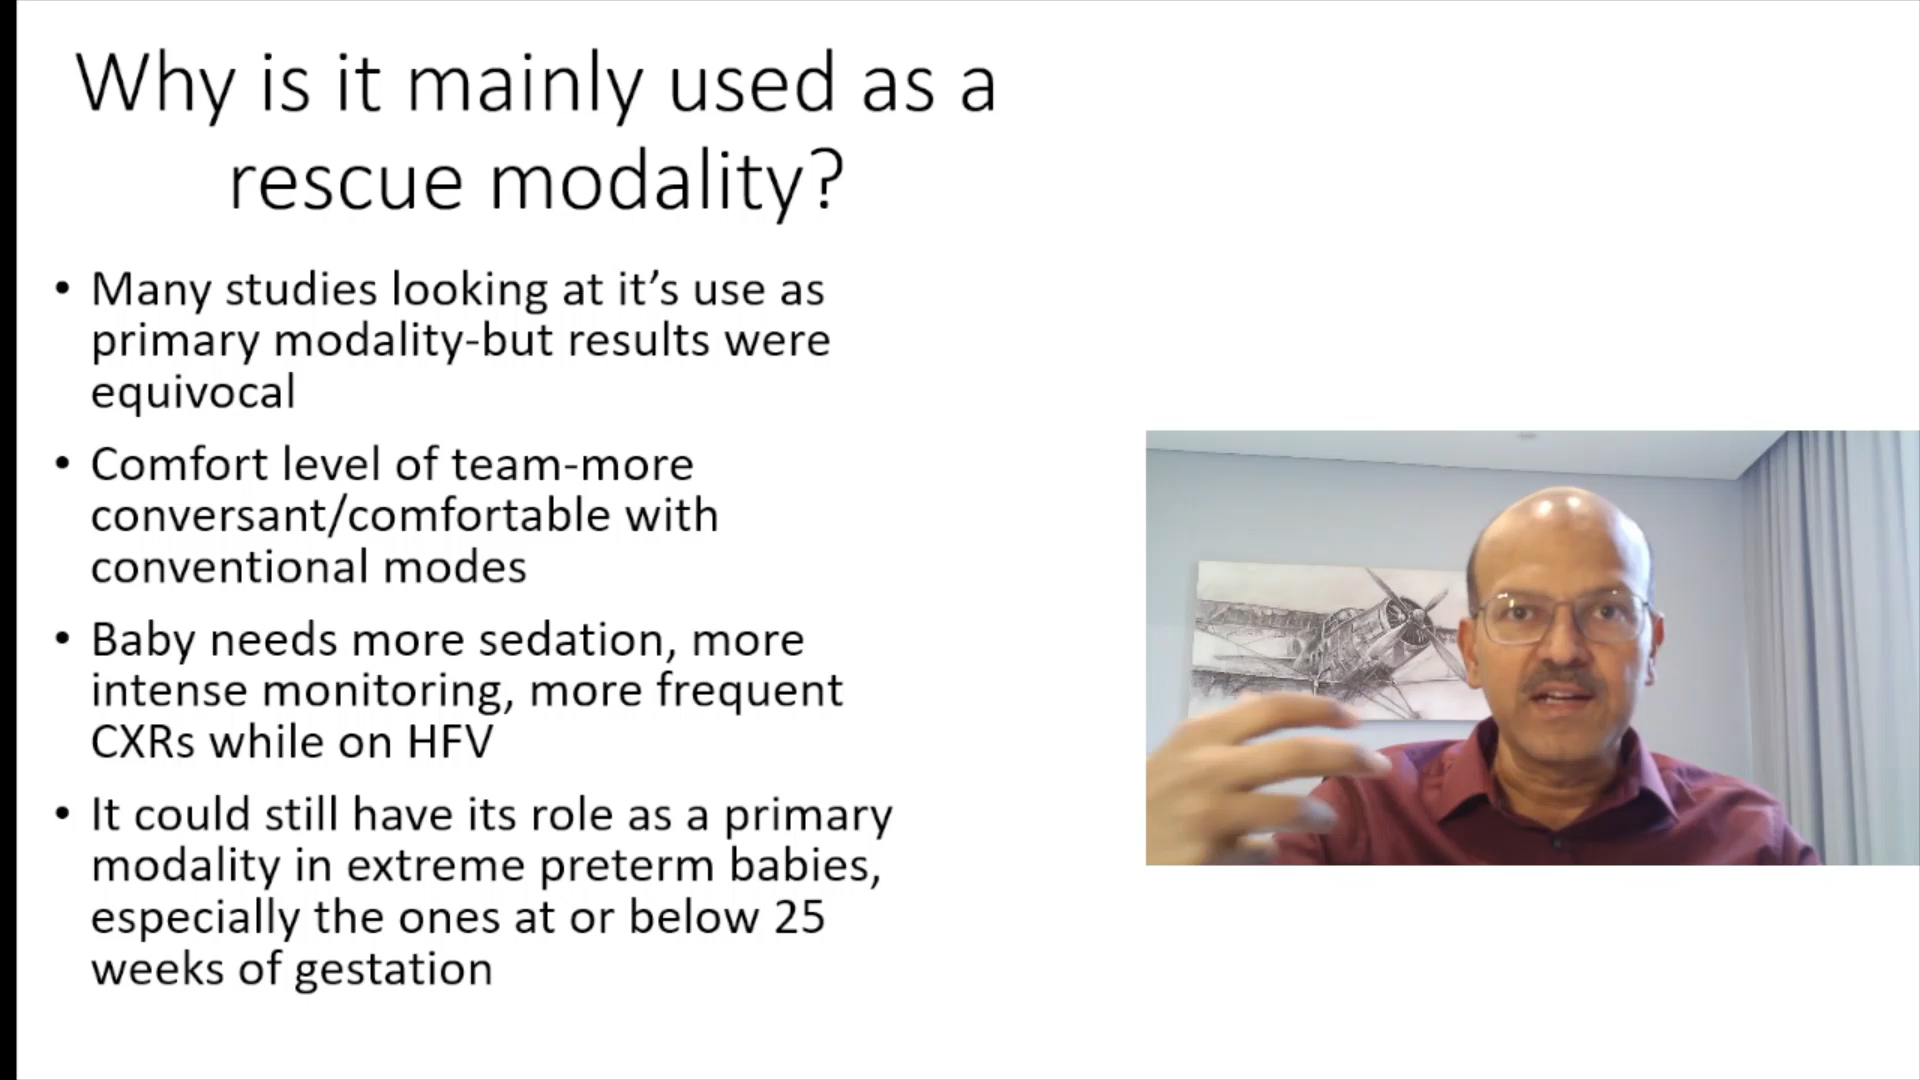 Why is it mainly used as a
rescue modality?
• Many studies looking at it’s use as
primary modality-but results were
equivocal
• Comfort level of team-more
conversant/comfortable with
conventional modes
• Baby needs more sedation, more
intense monitoring, more frequent
CXRs while on HFV
• It could still have its role as a primary
modality in extreme preterm babies,
especially the ones at or below 25
weeks of gestation